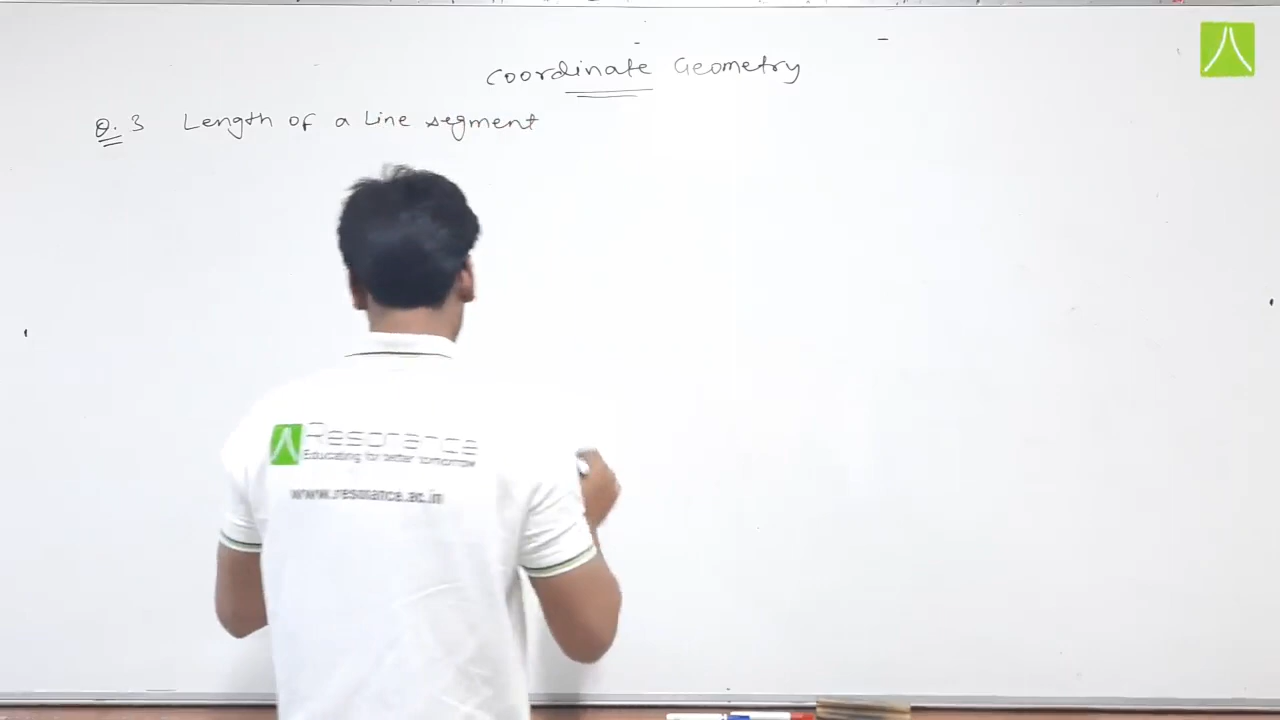 Coordinate Geometry
Q. 3 Length of a Line segment
Resonance
Educating for better tomorrow
www.resonance.ac.in